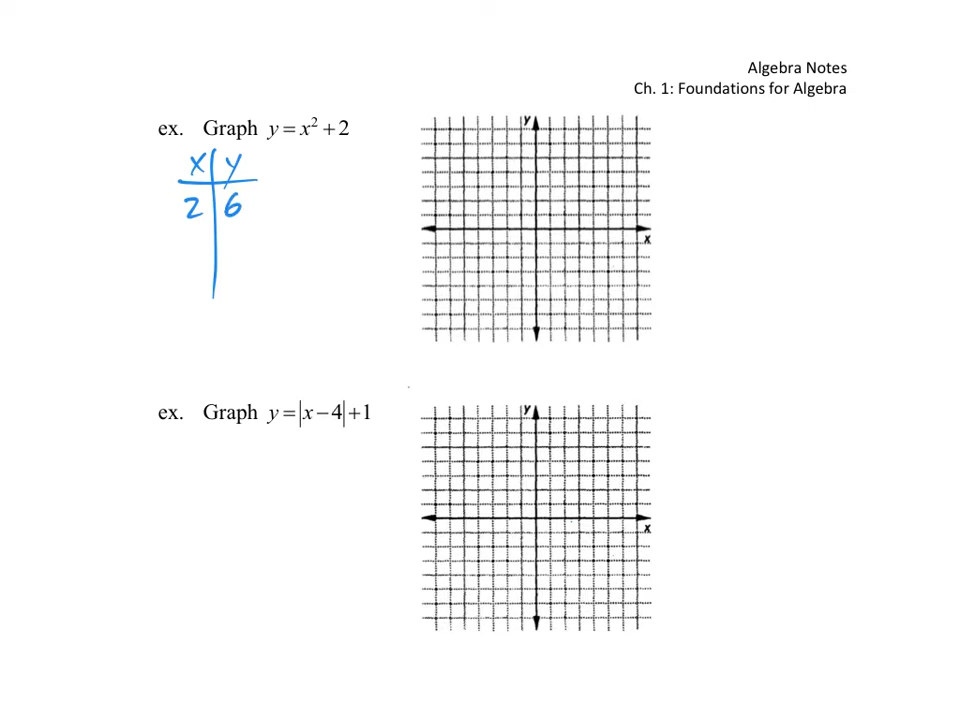 Algebra Notes
Ch. 1: Foundations for Algebra
ex. Graph y = x² + 2
x y
2 6
y
x
ex. Graph y = |x − 4| + 1
y
x